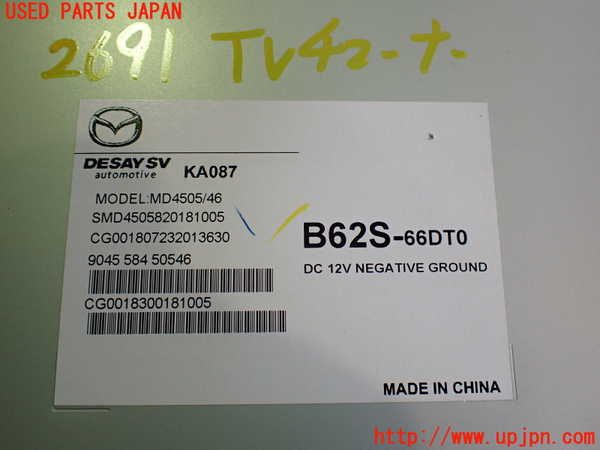 USED PARTS JAPAN
2691 TVチューナー
DESAY SV
automotive
KA087
MODEL:MD4505/46
SMD4505820181005
CG001807232013630
9045 584 50546
CG0018300181005
B62S-66DT0
DC 12V NEGATIVE GROUND
MADE IN CHINA
http://www.upjpn.com/